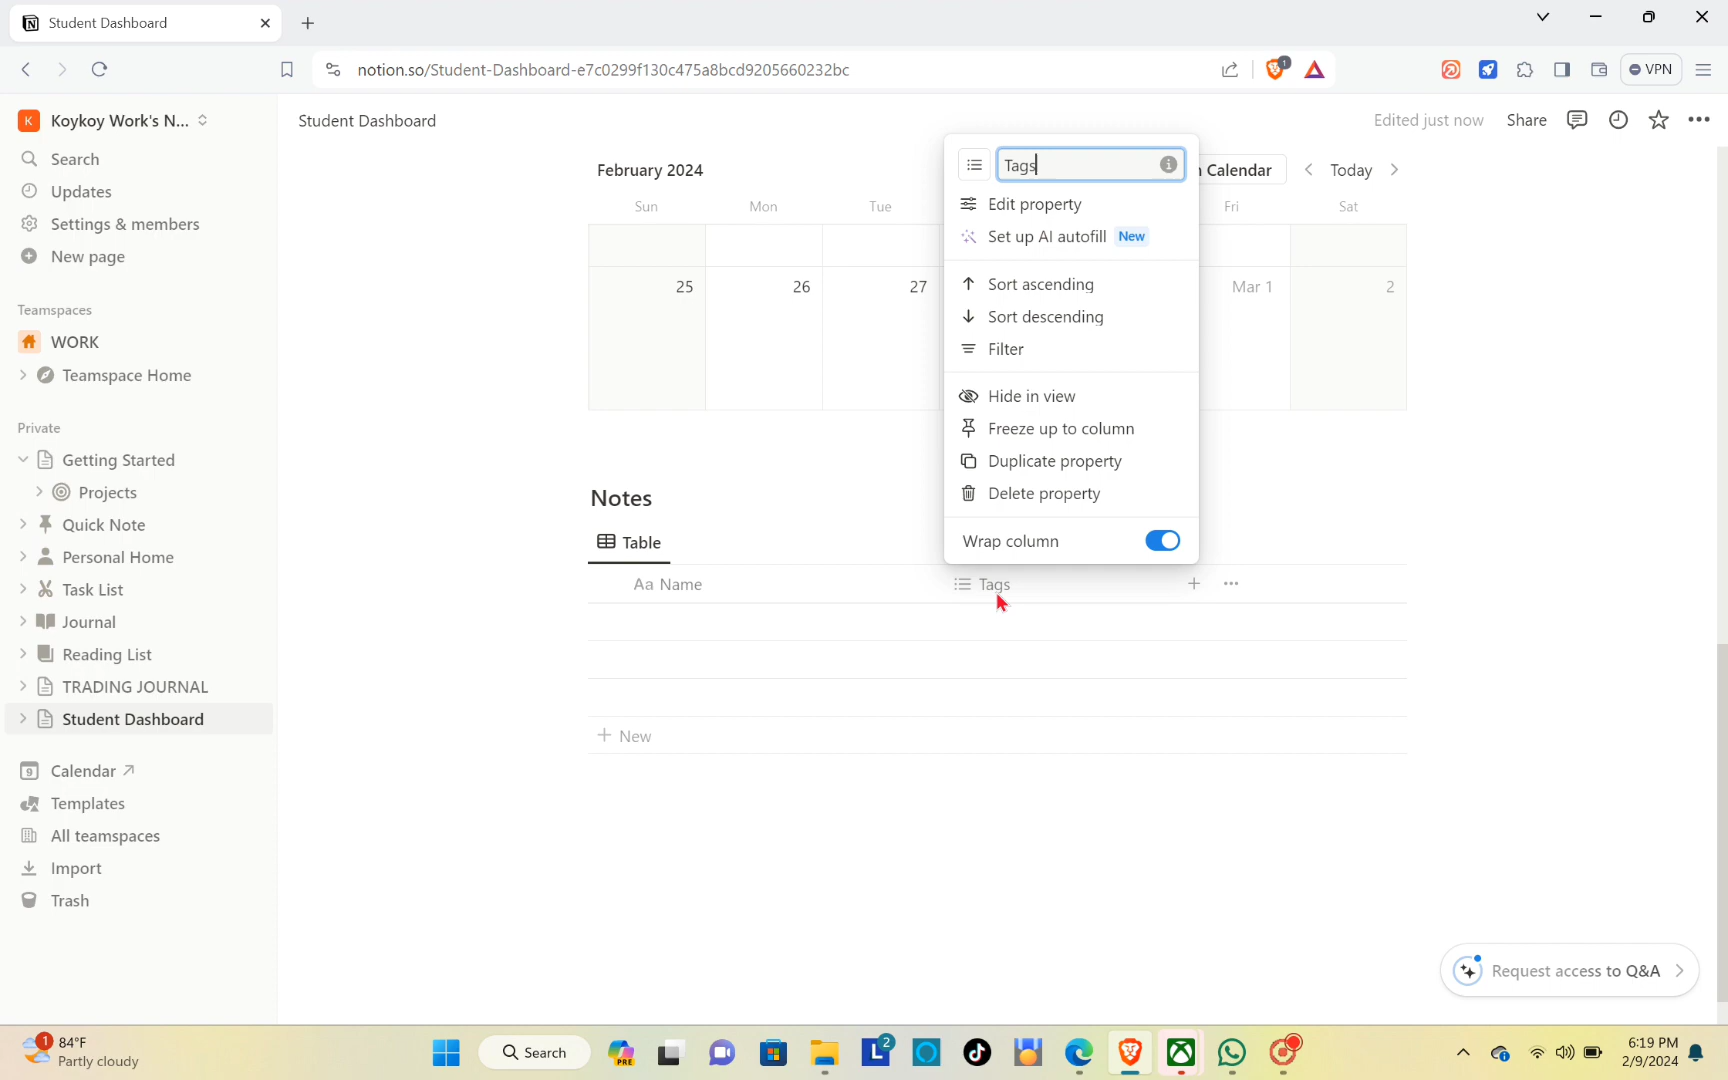 Student Dashboard
notion.so/Student-Dashboard-e7c0299f130c475a8bcd9205660232bc
1
VPN
K Koykoy Work's N...
Student Dashboard
Edited just now
Share
Search
Updates
Settings & members
New page
Teamspaces
WORK
Teamspace Home
Private
Getting Started
Projects
Quick Note
Personal Home
Task List
Journal
Reading List
TRADING JOURNAL
Student Dashboard
9 Calendar
Templates
All teamspaces
Import
Trash
February 2024
Calendar
Today
Sun
Mon
Tue
Fri
Sat
25
26
27
Mar 1
2
Tags
Edit property
Set up AI autofill New
Sort ascending
Sort descending
Filter
Hide in view
Freeze up to column
Duplicate property
Delete property
Wrap column
Notes
Table
Aa Name
Tags
New
Request access to Q&A
1
84°F
Partly cloudy
Search
PRE
L 2
6:19 PM
2/9/2024